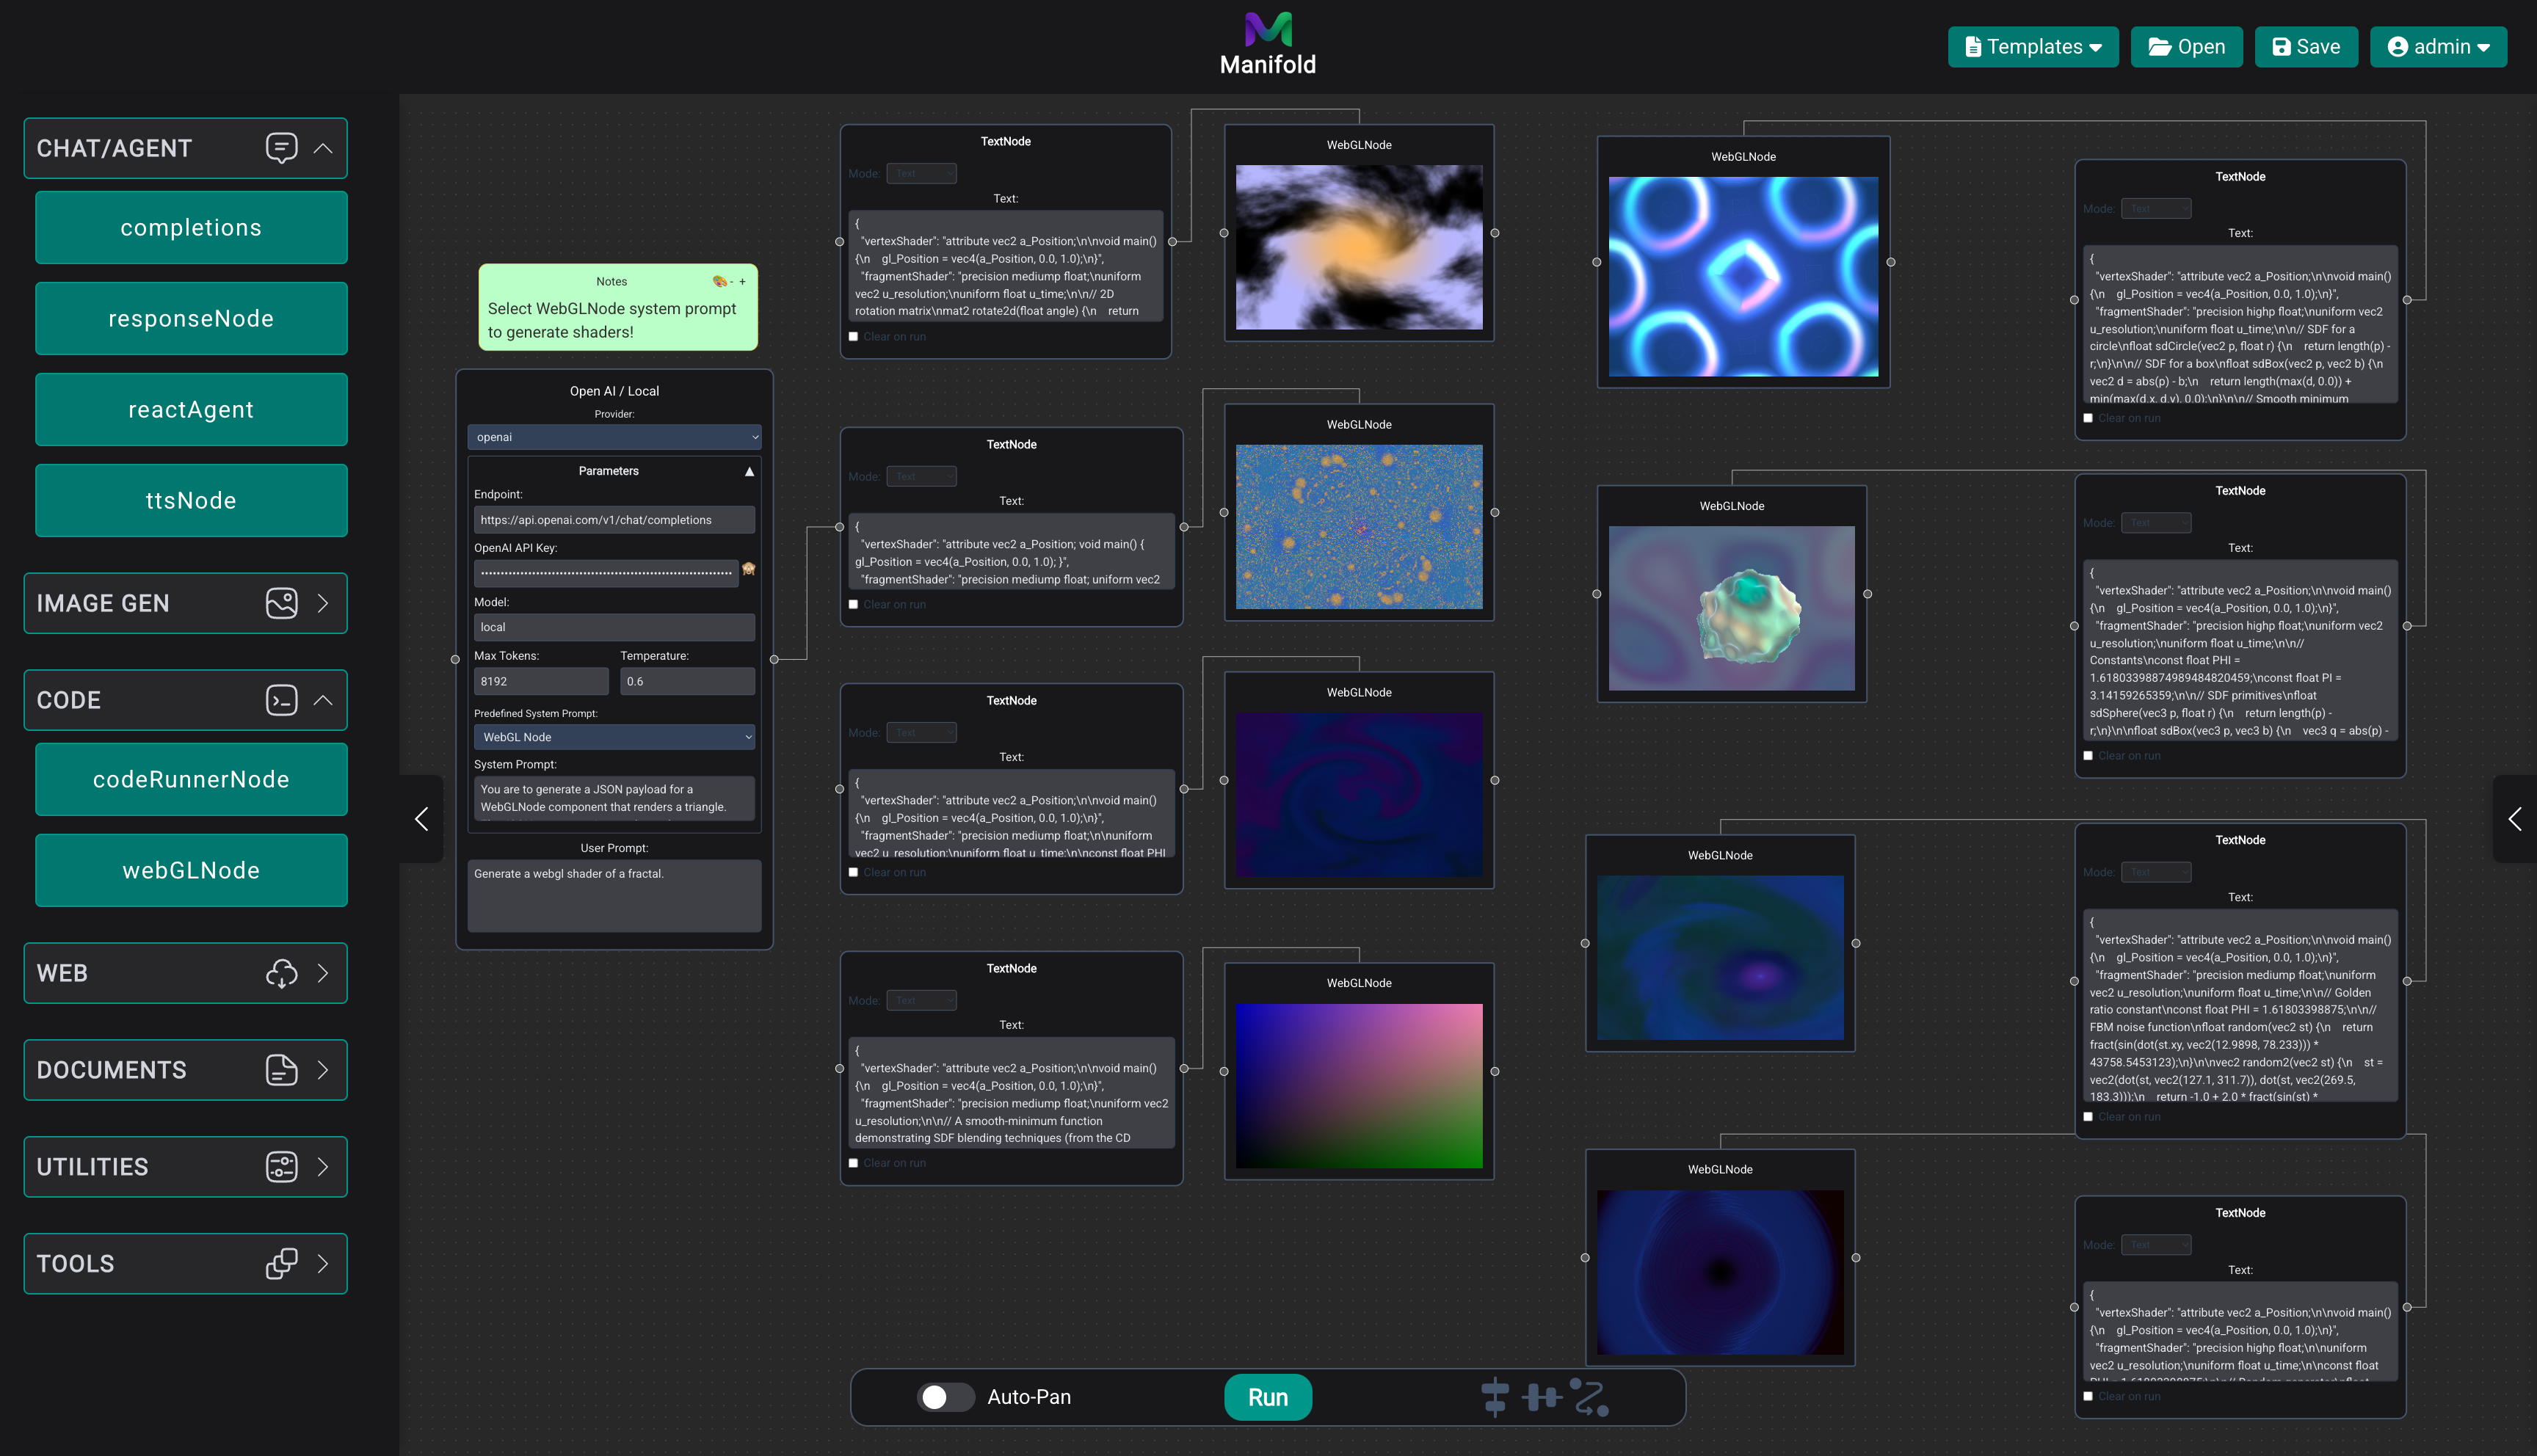 Manifold
Templates
Open
Save
admin
CHAT/AGENT
completions
responseNode
reactAgent
ttsNode
IMAGE GEN
CODE
codeRunnerNode
webGLNode
WEB
DOCUMENTS
UTILITIES
TOOLS
Notes
- +
Select WebGLNode system prompt
to generate shaders!
Open AI / Local
Provider:
openai
Parameters
Endpoint:
https://api.openai.com/v1/chat/completions
OpenAI API Key:
Model:
local
Max Tokens:
Temperature:
8192
0.6
Predefined System Prompt:
WebGL Node
System Prompt:
You are to generate a JSON payload for a
WebGLNode component that renders a triangle.
User Prompt:
Generate a webgl shader of a fractal.
TextNode
Mode:
Text
Text:
{
"vertexShader": "attribute vec2 a_Position;\n\nvoid main()
{\n    gl_Position = vec4(a_Position, 0.0, 1.0);\n}",
"fragmentShader": "precision mediump float;\nuniform
vec2 u_resolution;\nuniform float u_time;\n\n// 2D
rotation matrix\nmat2 rotate2d(float angle) {\n    return
Clear on run
WebGLNode
TextNode
Mode:
Text
Text:
{
"vertexShader": "attribute vec2 a_Position; void main() {
gl_Position = vec4(a_Position, 0.0, 1.0); }",
"fragmentShader": "precision mediump float; uniform vec2
Clear on run
WebGLNode
TextNode
Mode:
Text
Text:
{
"vertexShader": "attribute vec2 a_Position;\n\nvoid main()
{\n    gl_Position = vec4(a_Position, 0.0, 1.0);\n}",
"fragmentShader": "precision mediump float;\n\nuniform
vec2 u_resolution;\nuniform float u_time;\n\nconst float PHI
Clear on run
WebGLNode
TextNode
Mode:
Text
Text:
{
"vertexShader": "attribute vec2 a_Position;\n\nvoid main()
{\n    gl_Position = vec4(a_Position, 0.0, 1.0);\n}",
"fragmentShader": "precision mediump float;\nuniform vec2
u_resolution;\n\n// A smooth-minimum function
demonstrating SDF blending techniques (from the CD
Clear on run
WebGLNode
WebGLNode
TextNode
Mode:
Text
Text:
{
"vertexShader": "attribute vec2 a_Position;\n\nvoid main()
{\n    gl_Position = vec4(a_Position, 0.0, 1.0);\n}",
"fragmentShader": "precision highp float;\nuniform vec2
u_resolution;\nuniform float u_time;\n\n// SDF for a
circle\nfloat sdCircle(vec2 p, float r) {\n    return length(p) -
r;\n}\n\n// SDF for a box\nfloat sdBox(vec2 p, vec2 b) {\n
vec2 d = abs(p) - b;\n    return length(max(d, 0.0)) +
min(max(d.x, d.y), 0.0);\n}\n\n// Smooth minimum
Clear on run
WebGLNode
TextNode
Mode:
Text
Text:
{
"vertexShader": "attribute vec2 a_Position;\n\nvoid main()
{\n    gl_Position = vec4(a_Position, 0.0, 1.0);\n}",
"fragmentShader": "precision highp float;\nuniform vec2
u_resolution;\nuniform float u_time;\n\n//
Constants\nconst float PHI =
1.61803398874989484820459;\nconst float PI =
3.14159265359;\n\n// SDF primitives\nfloat
sdSphere(vec3 p, float r) {\n    return length(p) -
r;\n}\n\nfloat sdBox(vec3 p, vec3 b) {\n    vec3 q = abs(p) -
Clear on run
WebGLNode
TextNode
Mode:
Text
Text:
{
"vertexShader": "attribute vec2 a_Position;\n\nvoid main()
{\n    gl_Position = vec4(a_Position, 0.0, 1.0);\n}",
"fragmentShader": "precision mediump float;\nuniform
vec2 u_resolution;\nuniform float u_time;\n\n// Golden
ratio constant\nconst float PHI = 1.61803398875;\n\n//
FBM noise function\nfloat random(vec2 st) {\n    return
fract(sin(dot(st.xy, vec2(12.9898, 78.233))) *
43758.5453123);\n}\n\nvec2 random2(vec2 st) {\n    st =
vec2(dot(st, vec2(127.1, 311.7)), dot(st, vec2(269.5,
183.3)));\n    return -1.0 + 2.0 * fract(sin(st) *
Clear on run
WebGLNode
TextNode
Mode:
Text
Text:
{
"vertexShader": "attribute vec2 a_Position;\n\nvoid main()
{\n    gl_Position = vec4(a_Position, 0.0, 1.0);\n}",
"fragmentShader": "precision highp float;\n\nuniform
vec2 u_resolution;\nuniform float u_time;\n\nconst float
Clear on run
Auto-Pan
Run